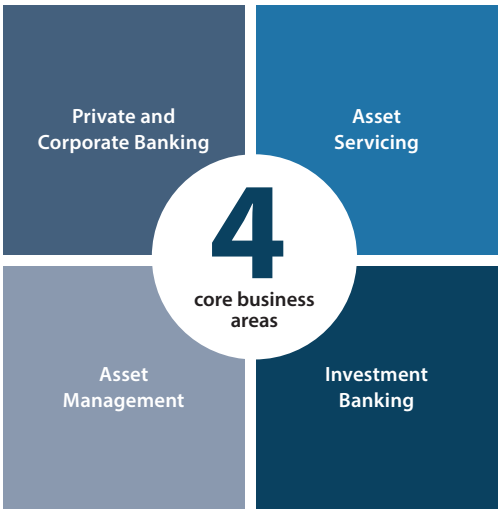 Private and
Corporate Banking
Asset
Servicing
4
core business
areas
Asset
Management
Investment
Banking